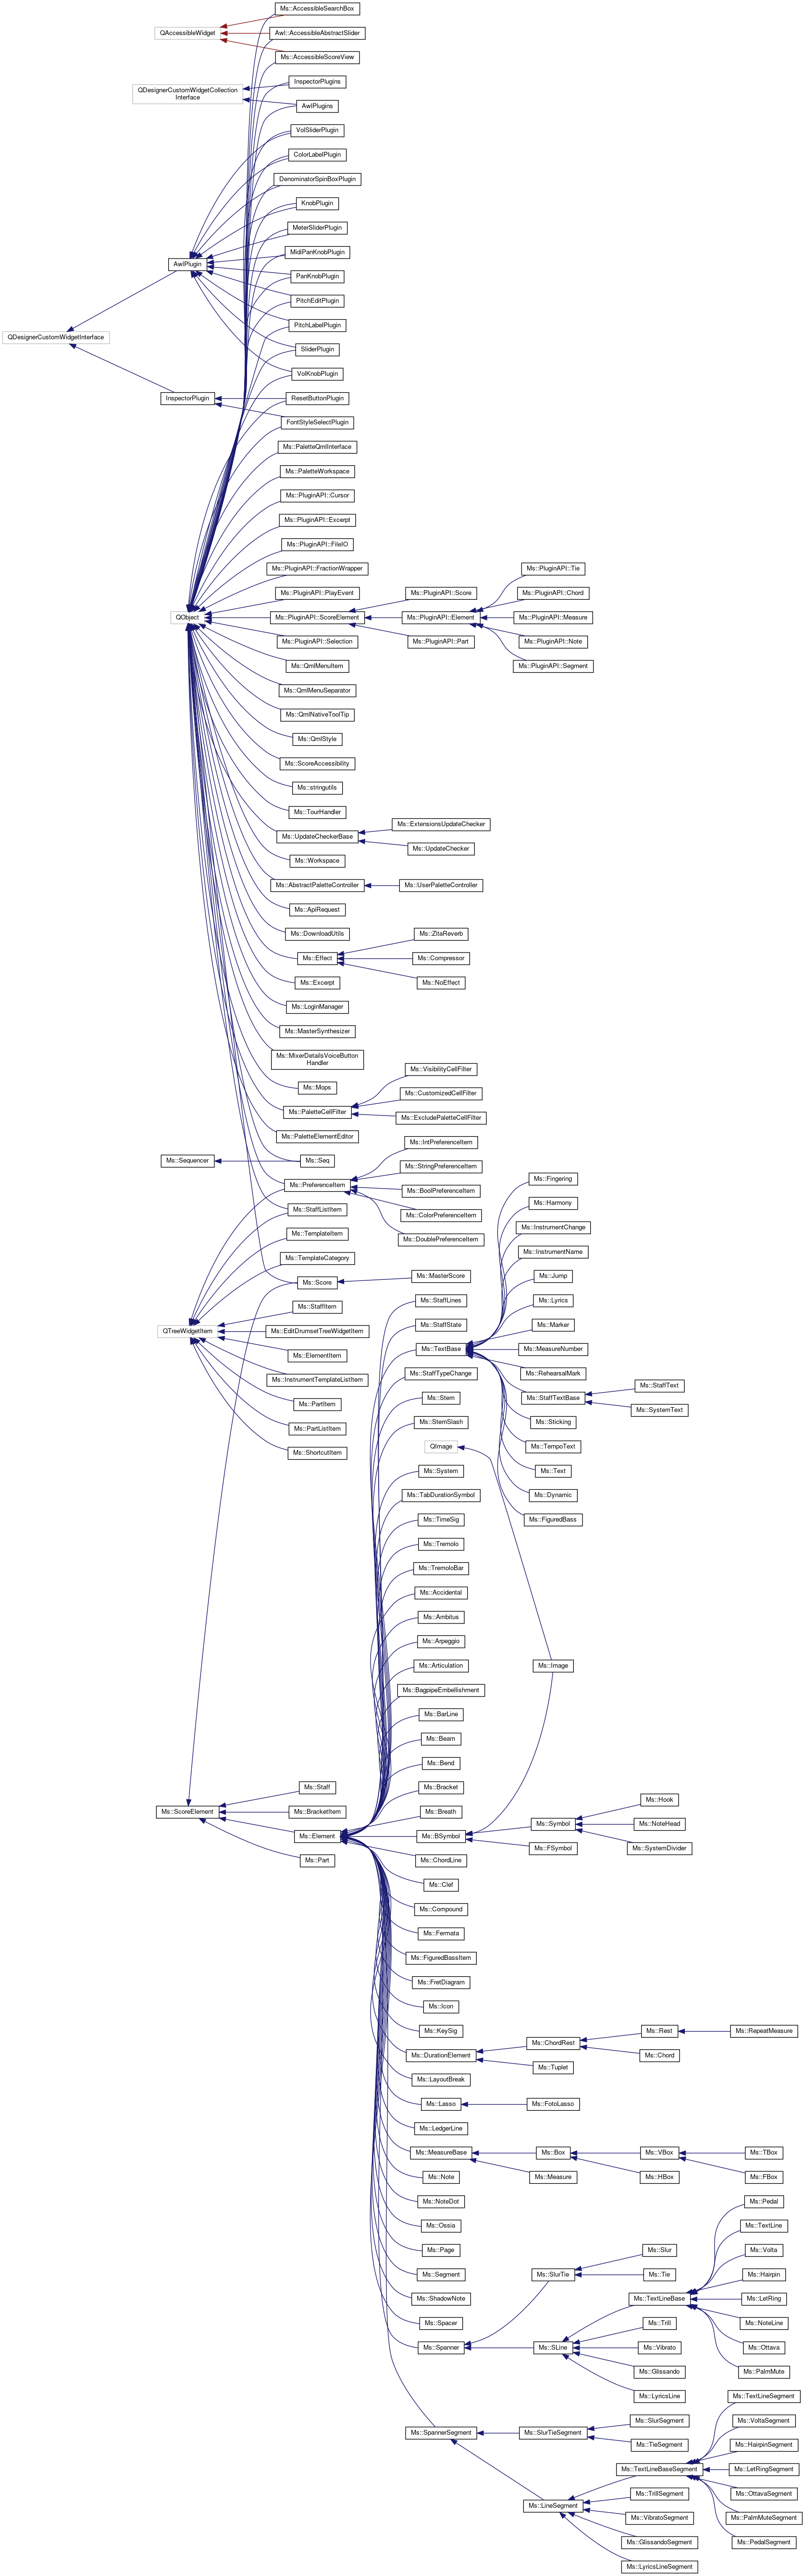 Ms::AccessibleSearchBox
QAccessibleWidget
Awl::AccessibleAbstractSlider
Ms::AccessibleScoreView
InspectorPlugins
QDesignerCustomWidgetCollection
Interface
AwlPlugins
VolSliderPlugin
ColorLabelPlugin
DenominatorSpinBoxPlugin
KnobPlugin
MeterSliderPlugin
MidiPanKnobPlugin
AwlPlugin
PanKnobPlugin
PitchEditPlugin
PitchLabelPlugin
QDesignerCustomWidgetInterface
SliderPlugin
VolKnobPlugin
InspectorPlugin
ResetButtonPlugin
FontStyleSelectPlugin
Ms::PaletteQmlInterface
Ms::PaletteWorkspace
Ms::PluginAPI::Cursor
Ms::PluginAPI::Excerpt
Ms::PluginAPI::FileIO
Ms::PluginAPI::FractionWrapper
Ms::PluginAPI::Tie
Ms::PluginAPI::PlayEvent
Ms::PluginAPI::Score
Ms::PluginAPI::Chord
QObject
Ms::PluginAPI::ScoreElement
Ms::PluginAPI::Element
Ms::PluginAPI::Measure
Ms::PluginAPI::Selection
Ms::PluginAPI::Part
Ms::PluginAPI::Note
Ms::QmlMenuItem
Ms::PluginAPI::Segment
Ms::QmlMenuSeparator
Ms::QmlNativeToolTip
Ms::QmlStyle
Ms::ScoreAccessibility
Ms::stringutils
Ms::TourHandler
Ms::ExtensionsUpdateChecker
Ms::UpdateCheckerBase
Ms::UpdateChecker
Ms::Workspace
Ms::AbstractPaletteController
Ms::UserPaletteController
Ms::ApiRequest
Ms::DownloadUtils
Ms::ZitaReverb
Ms::Effect
Ms::Compressor
Ms::Excerpt
Ms::NoEffect
Ms::LoginManager
Ms::MasterSynthesizer
Ms::MixerDetailsVoiceButton
Handler
Ms::VisibilityCellFilter
Ms::Mops
Ms::CustomizedCellFilter
Ms::PaletteCellFilter
Ms::ExcludePaletteCellFilter
Ms::PaletteElementEditor
Ms::IntPreferenceItem
Ms::Sequencer
Ms::Seq
Ms::StringPreferenceItem
Ms::Fingering
Ms::PreferenceItem
Ms::BoolPreferenceItem
Ms::Harmony
Ms::StaffListItem
Ms::ColorPreferenceItem
Ms::InstrumentChange
Ms::TemplateItem
Ms::DoublePreferenceItem
Ms::InstrumentName
Ms::TemplateCategory
Ms::Score
Ms::MasterScore
Ms::Jump
Ms::StaffItem
Ms::StaffLines
Ms::Lyrics
QTreeWidgetItem
Ms::EditDrumsetTreeWidgetItem
Ms::StaffState
Ms::Marker
Ms::ElementItem
Ms::TextBase
Ms::MeasureNumber
Ms::InstrumentTemplateListItem
Ms::StaffTypeChange
Ms::RehearsalMark
Ms::StaffText
Ms::PartItem
Ms::Stem
Ms::StaffTextBase
Ms::SystemText
Ms::PartListItem
Ms::StemSlash
Ms::Sticking
Ms::ShortcutItem
QImage
Ms::TempoText
Ms::System
Ms::Text
Ms::TabDurationSymbol
Ms::Dynamic
Ms::TimeSig
Ms::FiguredBass
Ms::Tremolo
Ms::TremoloBar
Ms::Accidental
Ms::Ambitus
Ms::Arpeggio
Ms::Articulation
Ms::Image
Ms::BagpipeEmbellishment
Ms::BarLine
Ms::Beam
Ms::Bend
Ms::Staff
Ms::Bracket
Ms::Hook
Ms::ScoreElement
Ms::BracketItem
Ms::Breath
Ms::Symbol
Ms::NoteHead
Ms::Element
Ms::BSymbol
Ms::FSymbol
Ms::SystemDivider
Ms::Part
Ms::ChordLine
Ms::Clef
Ms::Compound
Ms::Fermata
Ms::FiguredBassItem
Ms::FretDiagram
Ms::Icon
Ms::KeySig
Ms::Rest
Ms::RepeatMeasure
Ms::ChordRest
Ms::DurationElement
Ms::Chord
Ms::Tuplet
Ms::LayoutBreak
Ms::Lasso
Ms::FotoLasso
Ms::LedgerLine
Ms::MeasureBase
Ms::Box
Ms::VBox
Ms::TBox
Ms::Note
Ms::Measure
Ms::HBox
Ms::FBox
Ms::NoteDot
Ms::Pedal
Ms::Ossia
Ms::TextLine
Ms::Page
Ms::Slur
Ms::Volta
Ms::Segment
Ms::SlurTie
Ms::Tie
Ms::Hairpin
Ms::ShadowNote
Ms::TextLineBase
Ms::LetRing
Ms::Spacer
Ms::Trill
Ms::NoteLine
Ms::Spanner
Ms::SLine
Ms::Vibrato
Ms::Ottava
Ms::Glissando
Ms::PalmMute
Ms::LyricsLine
Ms::TextLineSegment
Ms::SlurSegment
Ms::VoltaSegment
Ms::SpannerSegment
Ms::SlurTieSegment
Ms::TieSegment
Ms::HairpinSegment
Ms::TextLineBaseSegment
Ms::LetRingSegment
Ms::TrillSegment
Ms::OttavaSegment
Ms::LineSegment
Ms::VibratoSegment
Ms::PalmMuteSegment
Ms::GlissandoSegment
Ms::PedalSegment
Ms::LyricsLineSegment